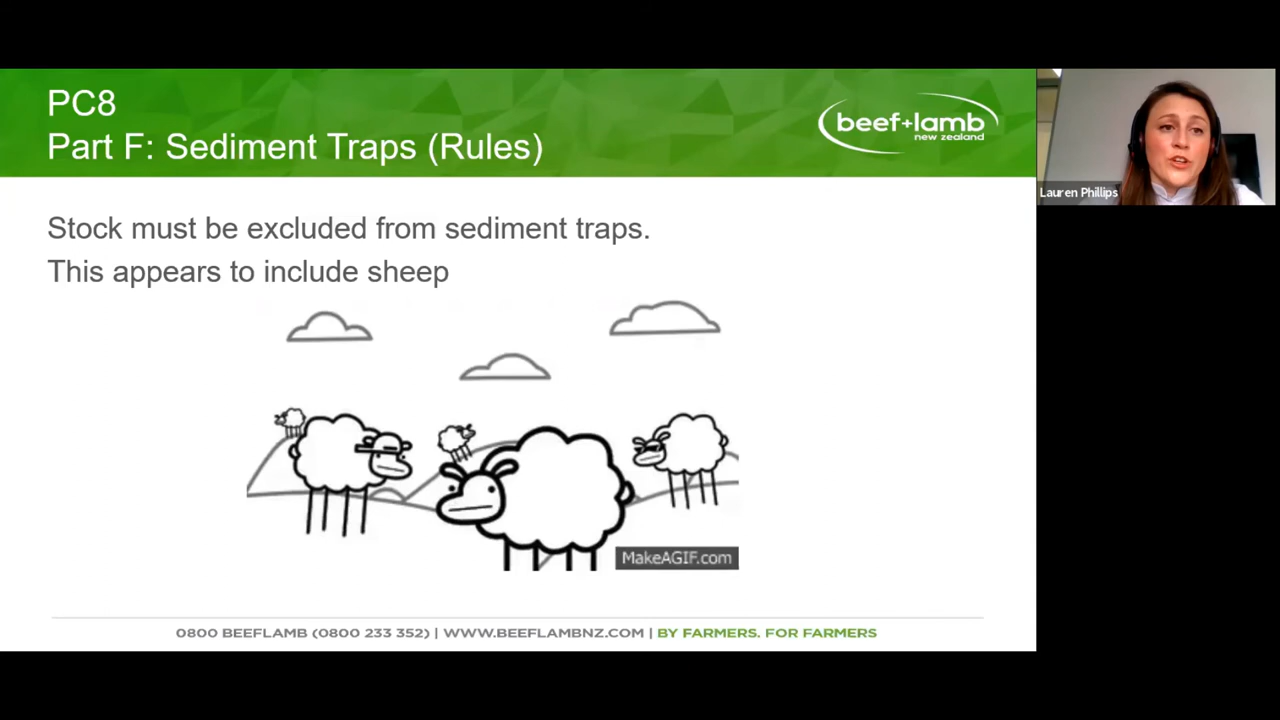 PC8
Part F: Sediment Traps (Rules)
beef+lamb
new zealand
Lauren Phillips
Stock must be excluded from sediment traps.
This appears to include sheep
MakeAGIF.com
0800 BEEFLAMB (0800 233 352) | WWW.BEEFLAMBNZ.COM | BY FARMERS. FOR FARMERS